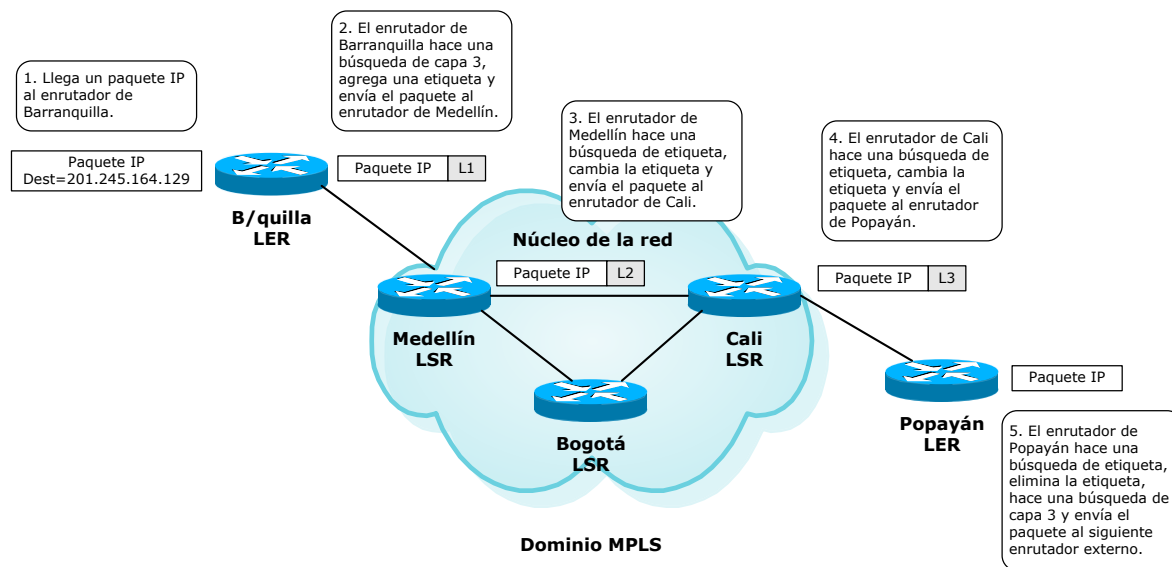 1. Llega un paquete IP
al enrutador de
Barranquilla.
2. El enrutador de
Barranquilla hace una
búsqueda de capa 3,
agrega una etiqueta y
envía el paquete al
enrutador de Medellín.
3. El enrutador de
Medellín hace una
búsqueda de etiqueta,
cambia la etiqueta y
envía el paquete al
enrutador de Cali.
4. El enrutador de Cali
hace una búsqueda de
etiqueta, cambia la
etiqueta y envía el
paquete al enrutador
de Popayán.
Paquete IP
Dest=201.245.164.129
Paquete IP L1
B/quilla
LER
Núcleo de la red
Paquete IP L2
Paquete IP L3
Medellín
LSR
Cali
LSR
Paquete IP
Bogotá
LSR
Popayán
LER
5. El enrutador de
Popayán hace una
búsqueda de etiqueta,
elimina la etiqueta,
hace una búsqueda de
capa 3 y envía el
paquete al siguiente
enrutador externo.
Dominio MPLS